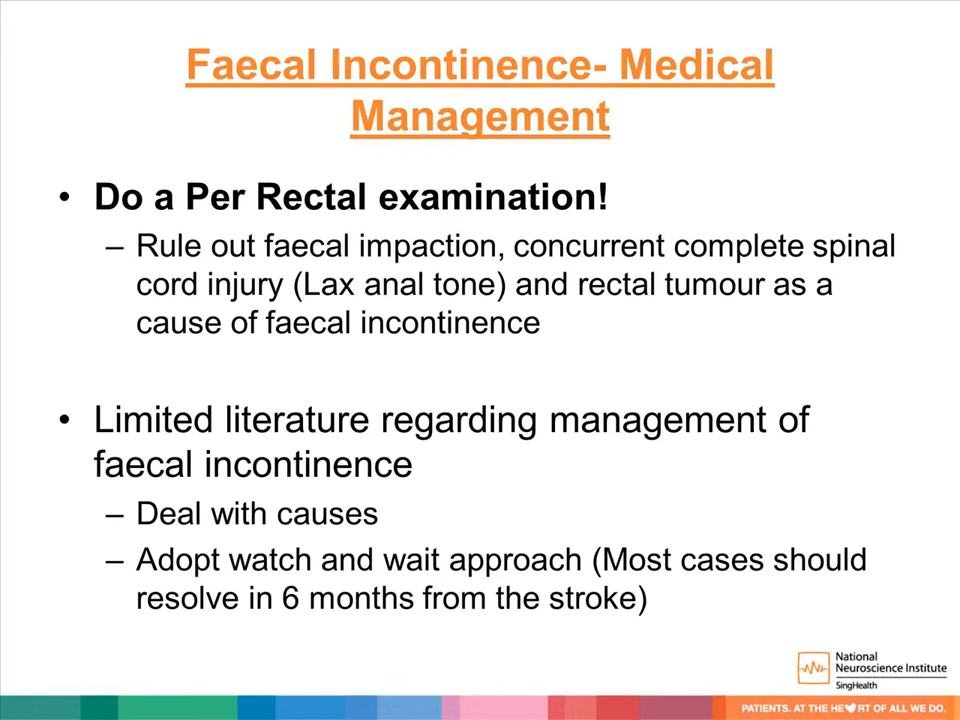 Faecal Incontinence- Medical
Management
• Do a Per Rectal examination!
– Rule out faecal impaction, concurrent complete spinal
cord injury (Lax anal tone) and rectal tumour as a
cause of faecal incontinence
• Limited literature regarding management of
faecal incontinence
– Deal with causes
– Adopt watch and wait approach (Most cases should
resolve in 6 months from the stroke)
National
Neuroscience Institute
SingHealth
PATIENTS. AT THE HE♥RT OF ALL WE DO.